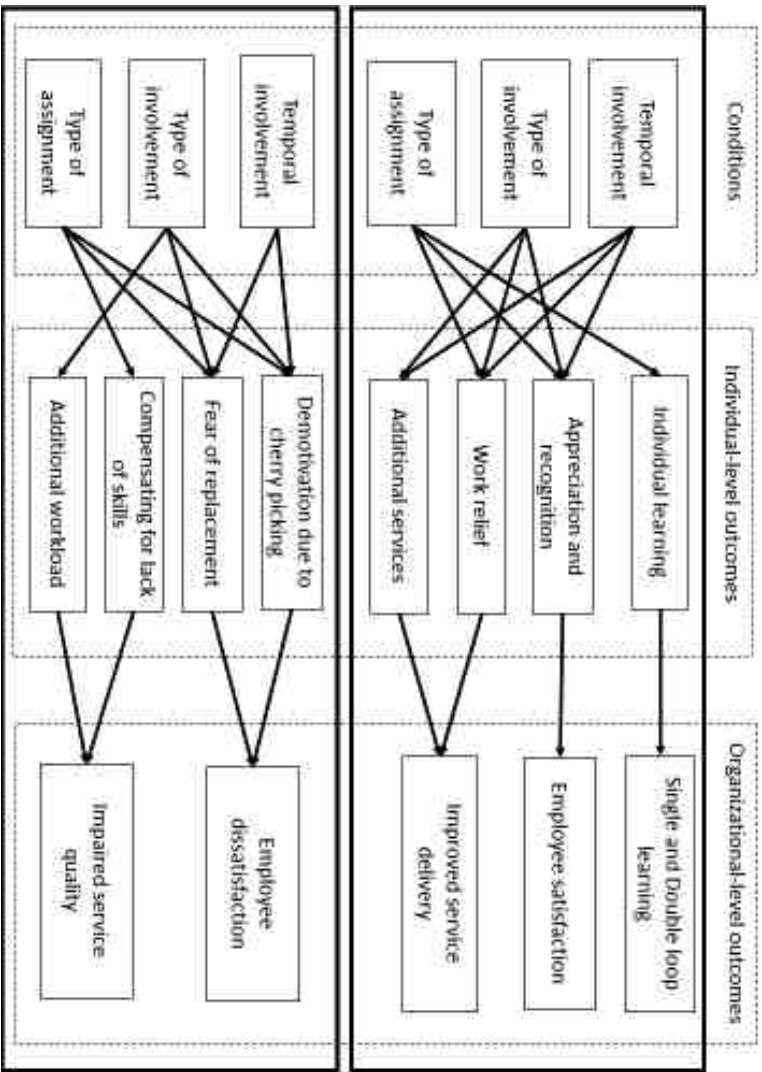 Conditions
Individual-level outcomes
Organizational-level outcomes
Temporal
involvement
Type of
involvement
Type of
assignment
Individual learning
Appreciation and
recognition
Work relief
Additional services
Single and Double loop
learning
Employee satisfaction
Improved service
delivery
Temporal
involvement
Type of
involvement
Type of
assignment
Demotivation due to
cherry picking
Fear of replacement
Compensating for lack
of skills
Additional workload
Employee
dissatisfaction
Impaired service
quality